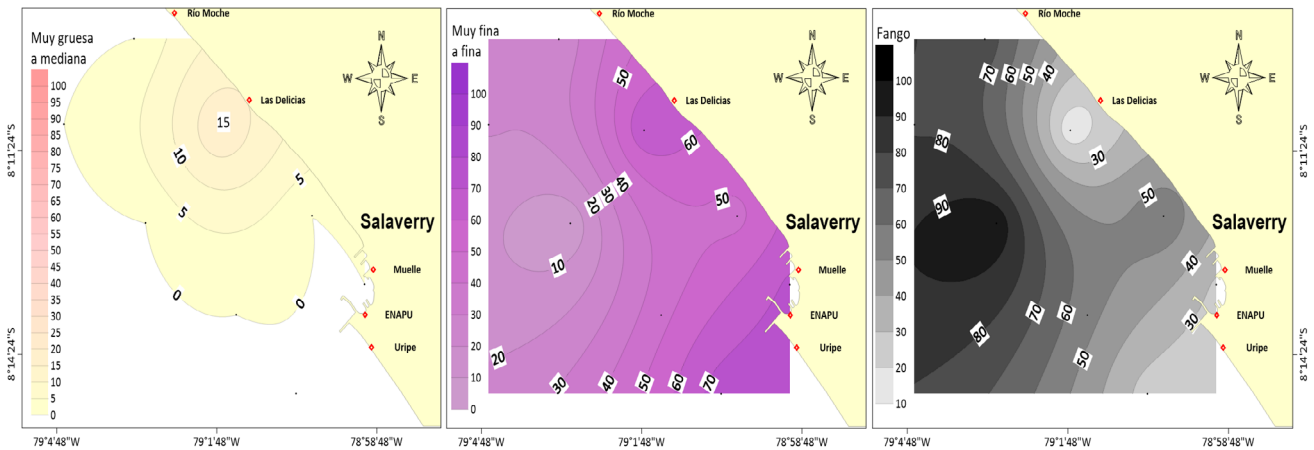 Muy gruesa
a mediana
100
95
90
85
80
75
70
65
60
55
50
45
40
35
30
25
20
15
10
5
0
Río Moche
N
W E
S
Las Delicias
15
10
5
5
0
0
Salaverry
Muelle
ENAPU
Uripe
8°11'24''S
8°14'24''S
79°4'48''W
79°1'48''W
78°58'48''W
Muy fina
a fina
100
90
80
70
60
50
40
30
20
10
0
Río Moche
N
W E
S
50
Las Delicias
60
40
30
20
50
10
Salaverry
Muelle
ENAPU
Uripe
20
30
40
50
60
70
79°4'48''W
79°1'48''W
78°58'48''W
Fango
100
90
80
70
60
50
40
30
20
10
Río Moche
N
W E
S
70
60
50
40
Las Delicias
80
30
90
50
Salaverry
40
Muelle
70
60
30
ENAPU
80
50
Uripe
8°11'24''S
8°14'24''S
79°4'48''W
79°1'48''W
78°58'48''W